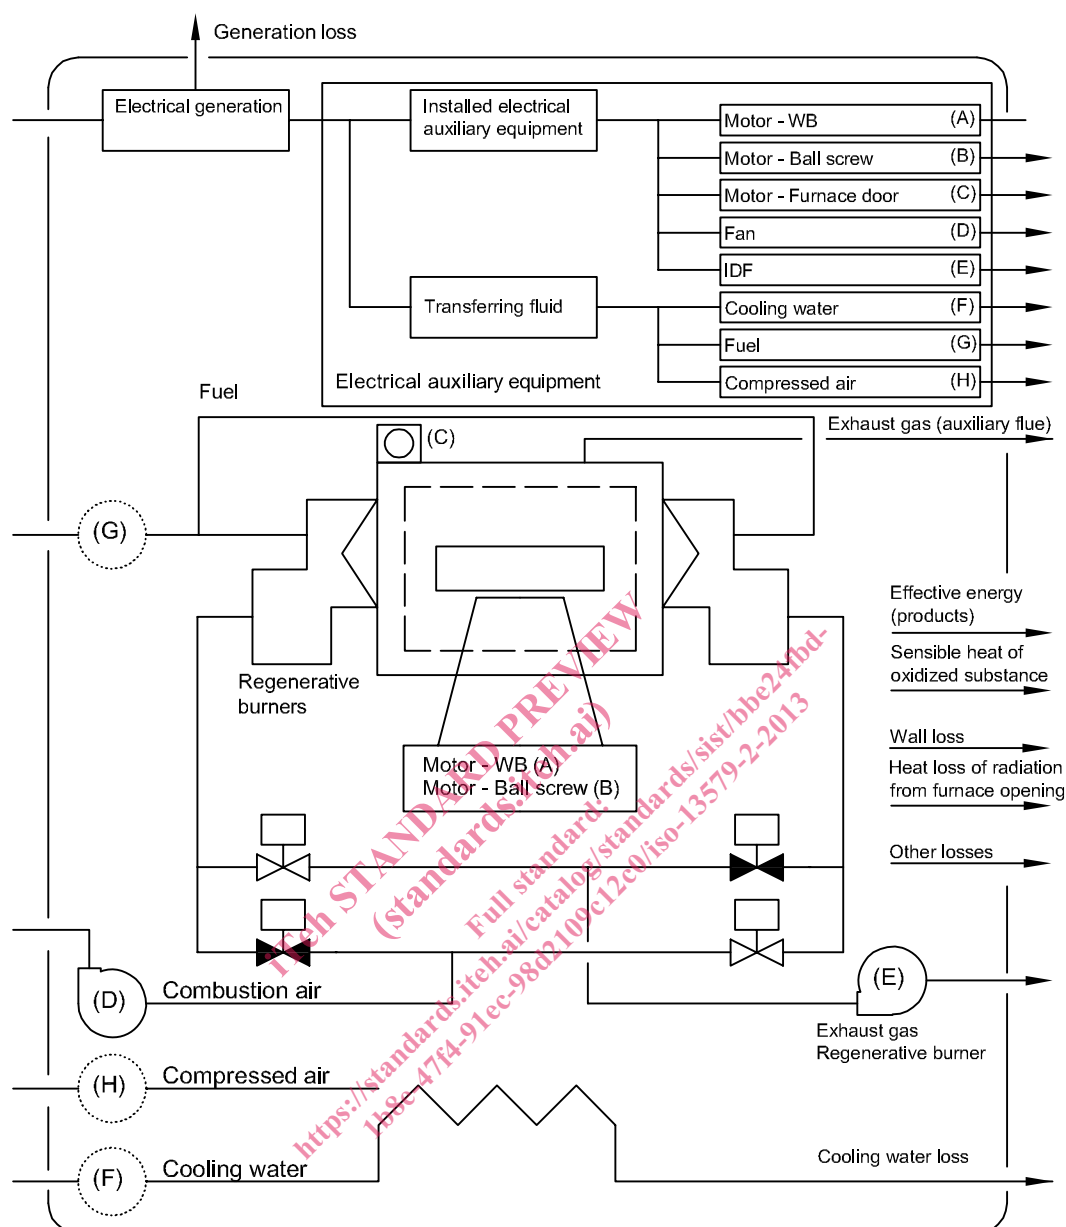 Generation loss
Electrical generation
Installed electrical
auxiliary equipment
Motor - WB (A)
Motor - Ball screw (B)
Motor - Furnace door (C)
Fan (D)
IDF (E)
Transferring fluid
Cooling water (F)
Fuel (G)
Compressed air (H)
Electrical auxiliary equipment
Fuel
Exhaust gas (auxiliary flue)
(C)
(G)
Effective energy
(products)
Sensible heat of
oxidized substance
Regenerative
burners
Wall loss
Motor - WB (A)
Motor - Ball screw (B)
Heat loss of radiation
from furnace opening
Other losses
(D)
Combustion air
(E)
Exhaust gas
Regenerative burner
(H)
Compressed air
(F)
Cooling water
Cooling water loss
iTeh STANDARD PREVIEW
(standards.iteh.ai)
Full standard:
https://standards.iteh.ai/catalog/standards/sist/bbe24fbd-
1b8e-47f4-91ec-98d2109c12c0/iso-13579-2-2013